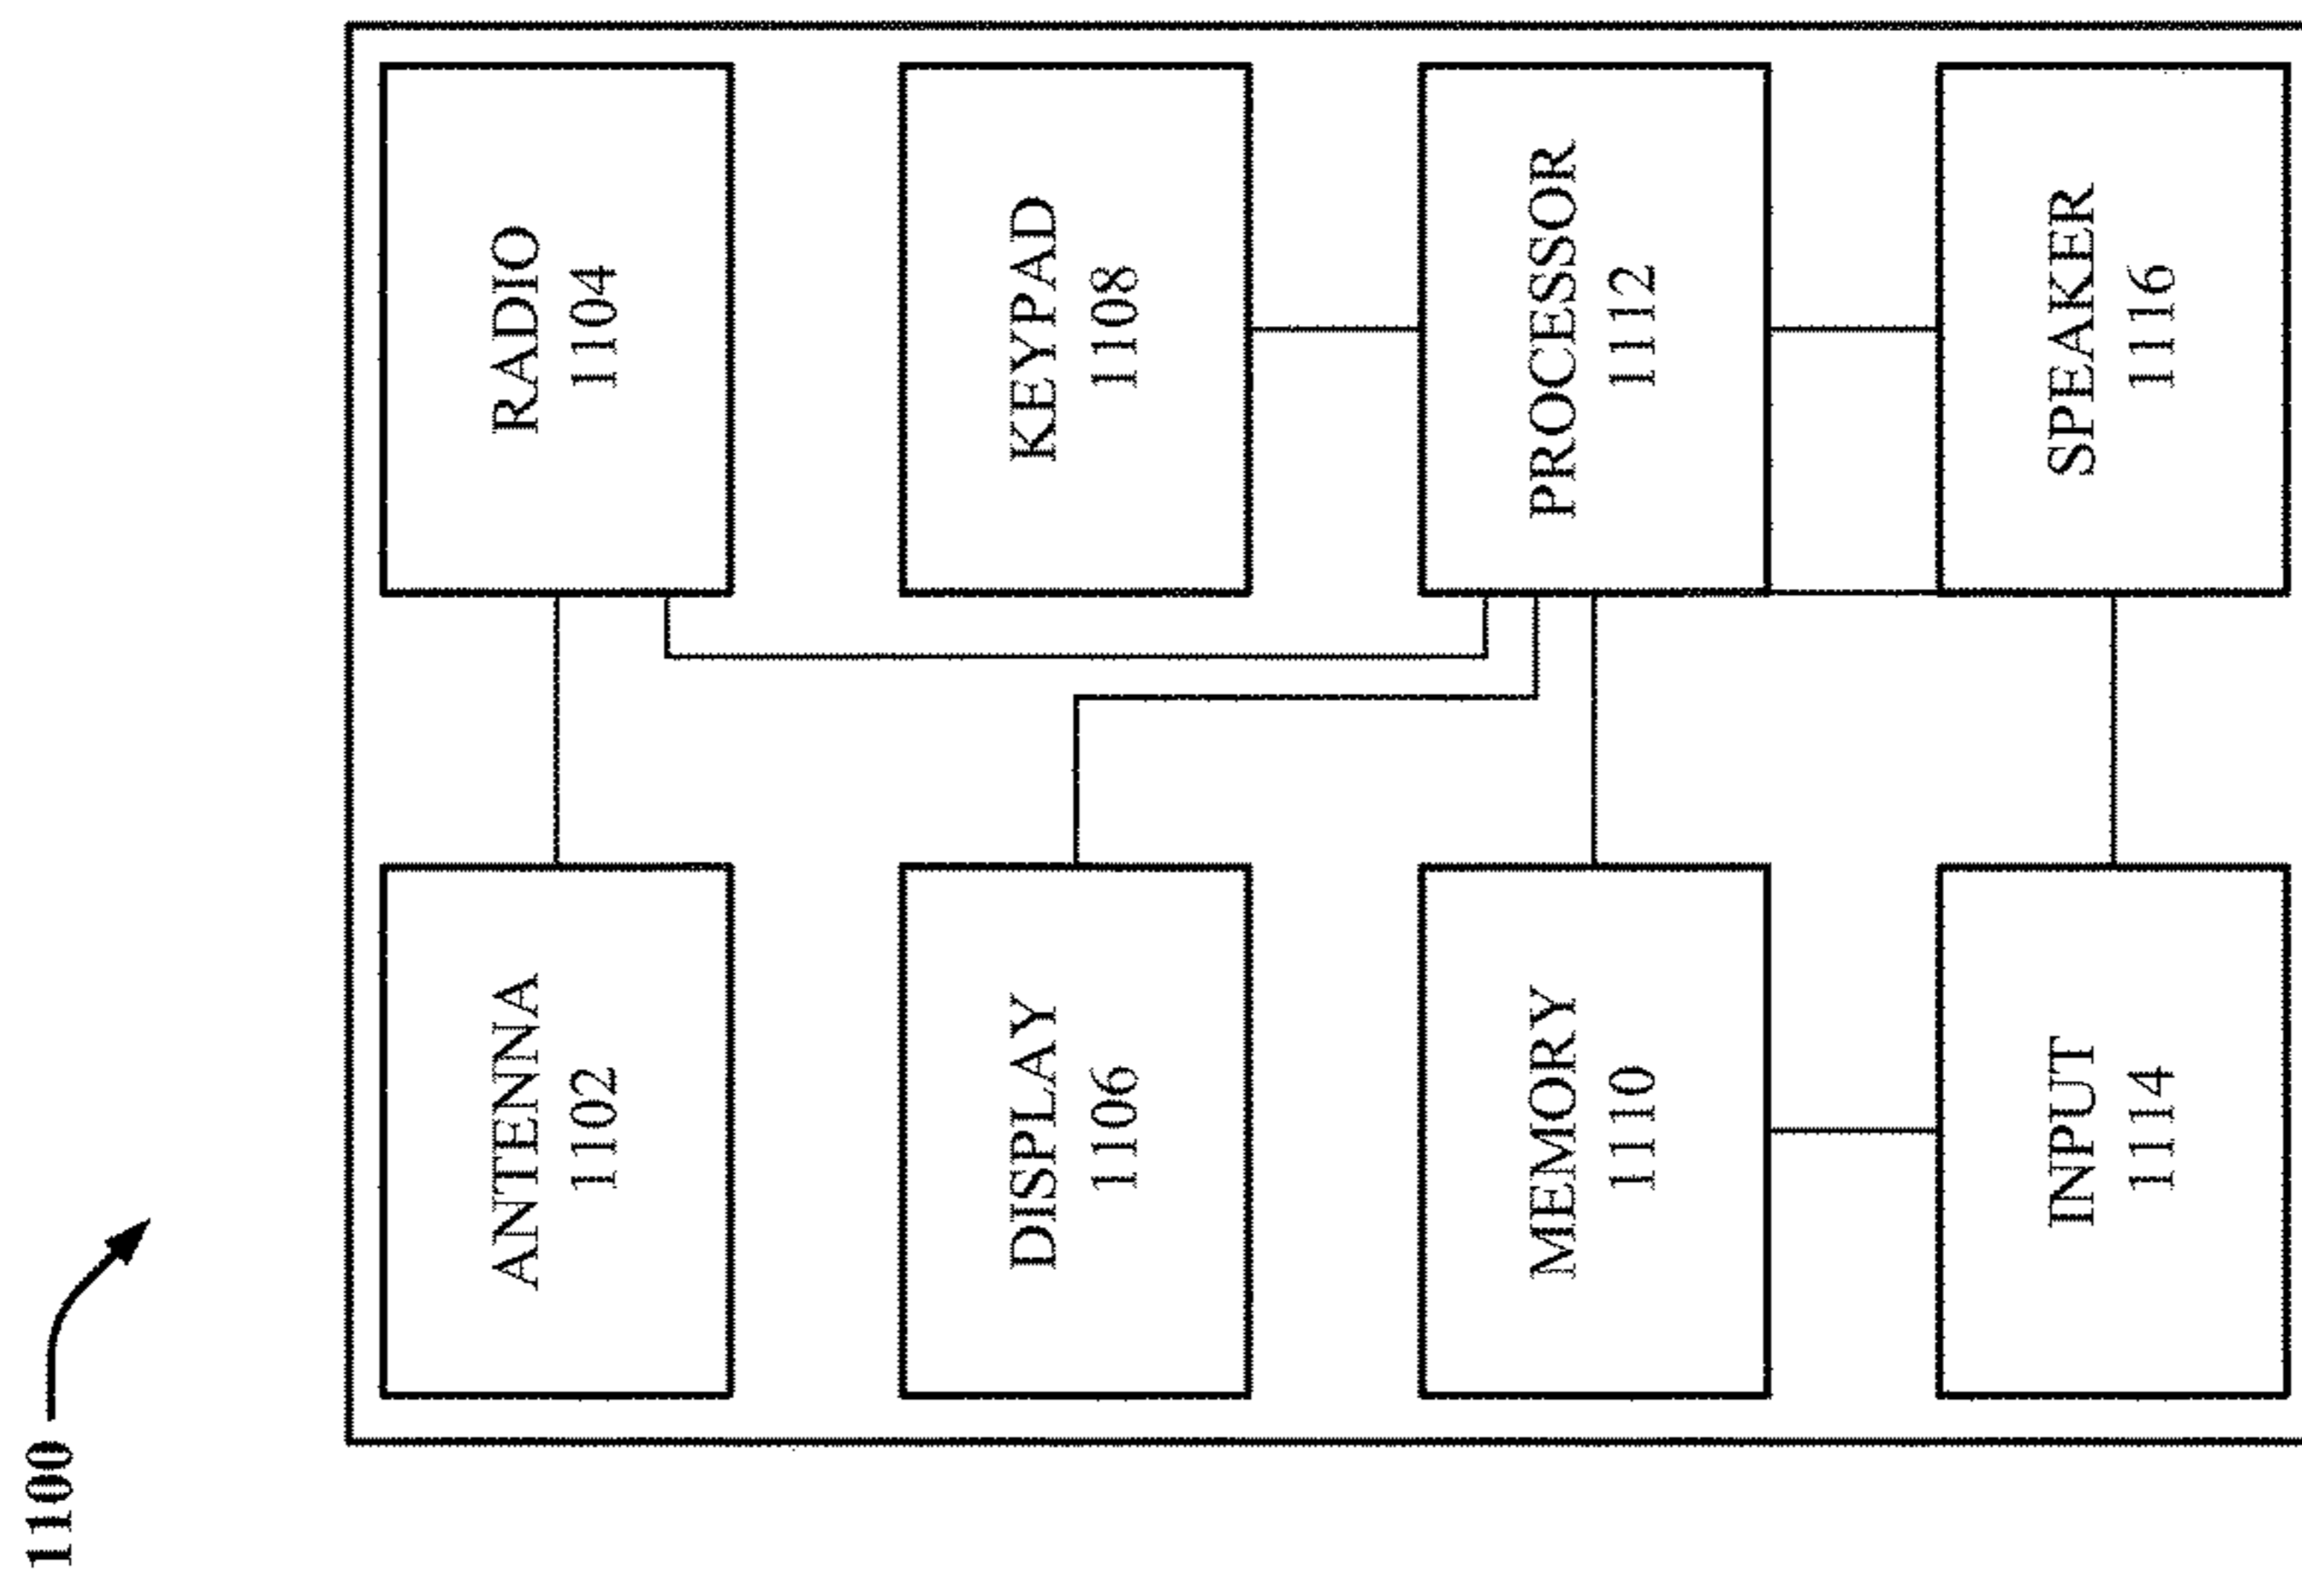 1100
ANTENNA
1102
RADIO
1104
DISPLAY
1106
KEYPAD
1108
MEMORY
1110
PROCESSOR
1112
INPUT
1114
SPEAKER
1116